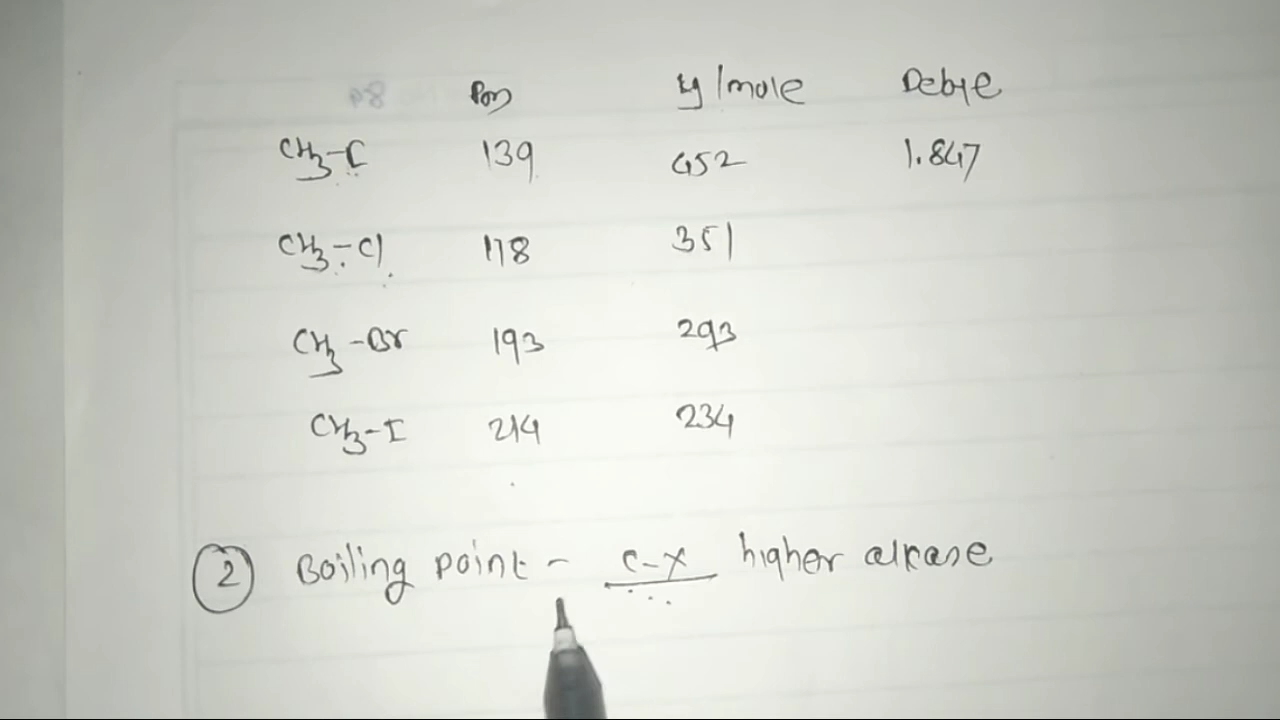 Pm kJ/mole Debye
CH3-F 139 452 1.847
CH3-Cl 178 351
CH3-Br 193 293
CH3-I 214 234
② Boiling point - C-X higher alkane